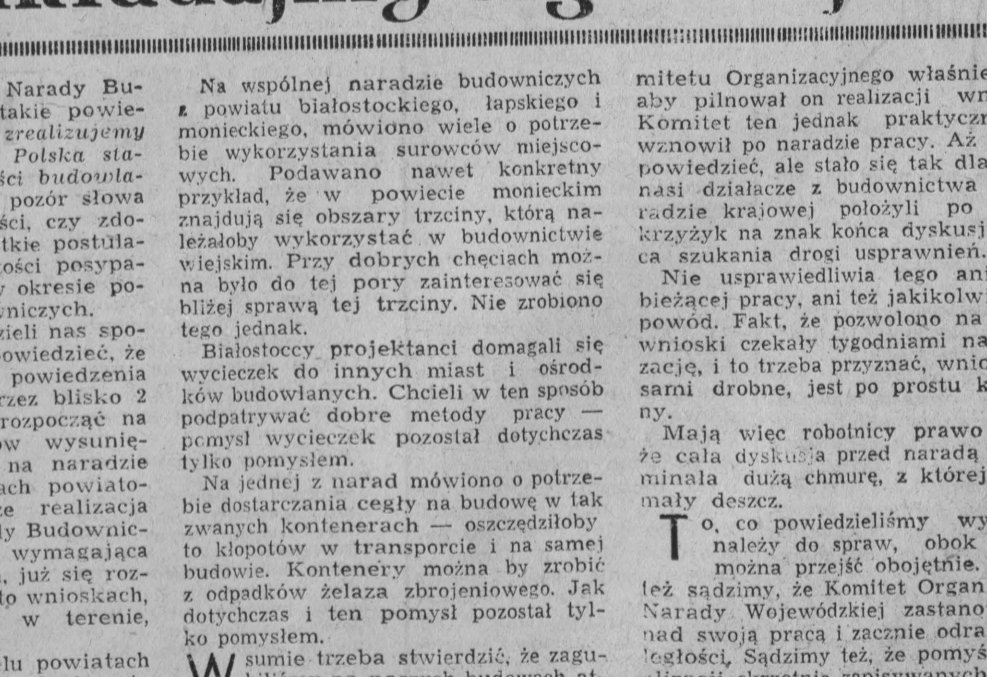 Narady Bu-
takie powie-
zrealizujemy
Polska sta-
ści budowla-
pozór słowa
ści, czy zdo-
tkie postula-
ości posypa-
y okresie po-
wniczych.
zieli nas spo-
owiedzieć, że
powiedzenia
rzez blisko 2
rozpocząć na
ów wysunię-
na naradzie
ach powiato-
że realizacja
dy Budownic-
wymagająca
, już się roz-
to wnioskach,
w terenie,
elu powiatach
Na wspólnej naradzie budowniczych
z powiatu białostockiego, łapskiego i
monieckiego, mówiono wiele o potrze-
bie wykorzystania surowców miejsco-
wych. Podawano nawet konkretny
przykład, że w powiecie monieckim
znajdują się obszary trzciny, którą na-
leżałoby wykorzystać w budownictwie
wiejskim. Przy dobrych chęciach moż-
na było do tej pory zainteresować się
bliżej sprawą tej trzciny. Nie zrobiono
tego jednak.
Białostoccy projektanci domagali się
wycieczek do innych miast i ośrod-
ków budowlanych. Chcieli w ten sposób
podpatrywać dobre metody pracy —
pomysł wycieczek pozostał dotychczas
tylko pomysłem.
Na jednej z narad mówiono o potrze-
bie dostarczania cegły na budowę w tak
zwanych kontenerach — oszczędziłoby
to kłopotów w transporcie i na samej
budowie. Kontenery można by zrobić
z odpadków żelaza zbrojeniowego. Jak
dotychczas i ten pomysł pozostał tyl-
ko pomysłem.
W sumie trzeba stwierdzić, że zagu-
mitetu Organizacyjnego właśnie
aby pilnował on realizacji wn
Komitet ten jednak praktyczn
wznowił po naradzie pracy. Aż
powiedzieć, ale stało się tak dla
nasi działacze z budownictwa
radzie krajowej położyli po
krzyżyk na znak końca dyskusj
ca szukania drogi usprawnień.
Nie usprawiedliwia tego ani
bieżącej pracy, ani też jakikolwi
powód. Fakt, że pozwolono na
wnioski czekały tygodniami na
zację, i to trzeba przyznać, wnio
sami drobne, jest po prostu k
ny.
Mają więc robotnicy prawo
że cała dyskusja przed naradą
minała dużą chmurę, z której
mały deszcz.
To, co powiedzieliśmy wy
należy do spraw, obok
można przejść obojętnie.
też sądzimy, że Komitet Organ
Narady Wojewódzkiej zastano
nad swoją pracą i zacznie odra
ległości. Sądzimy też, że pomyś